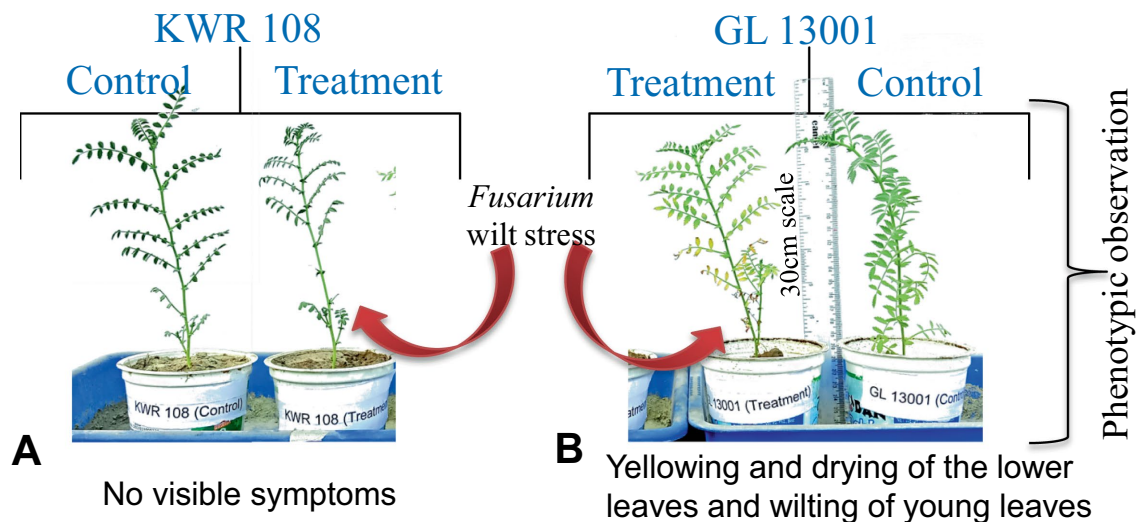 KWR 108
Control
Treatment
GL 13001
Treatment
Control
Fusarium
wilt stress
30cm scale
Phenotypic observation
KWR 108 (Control)
KWR 108 (Treatmen
13001 (Treatment)
GL 13001 (Cont
A
No visible symptoms
B
Yellowing and drying of the lower
leaves and wilting of young leaves